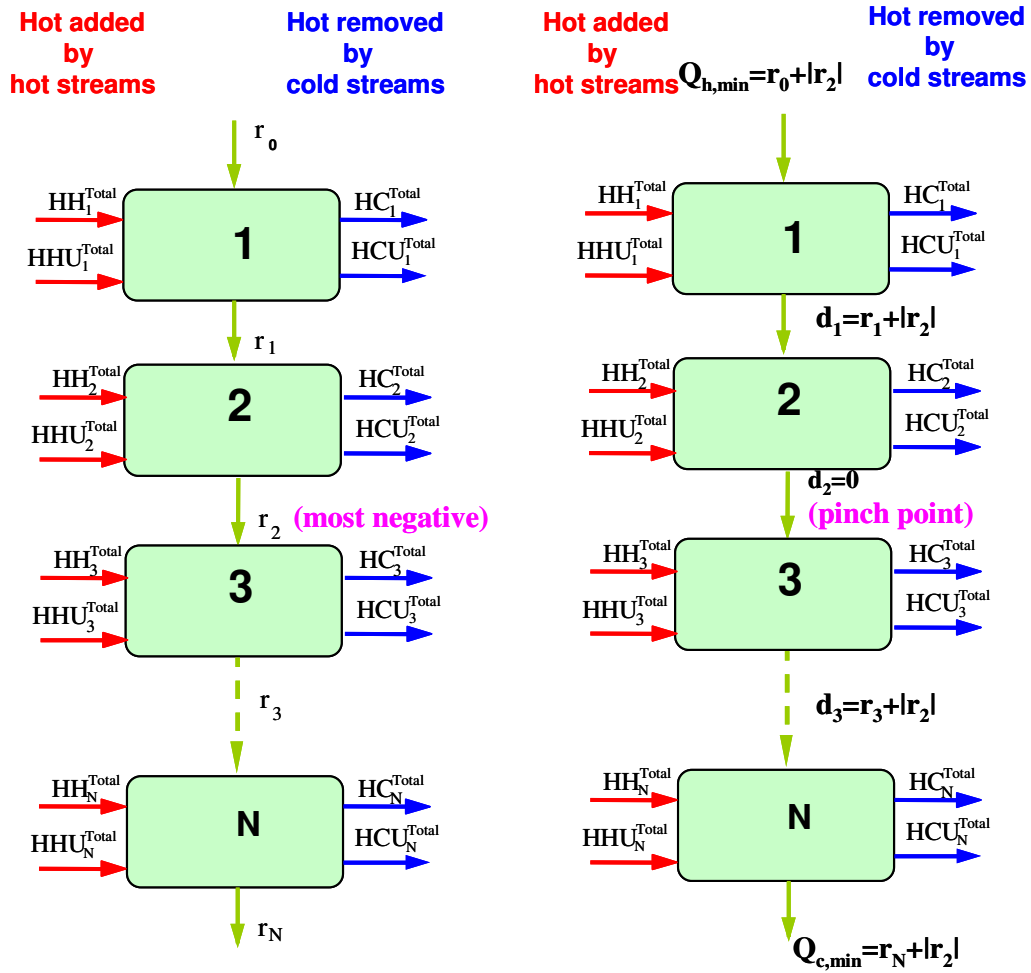 Hot added
by
hot streams
Hot removed
by
cold streams
r0
HH1Total
HHU1Total
1
HC1Total
HCU1Total
r1
HH2Total
HHU2Total
2
HC2Total
HCU2Total
r2 (most negative)
HH3Total
HHU3Total
3
HC3Total
HCU3Total
r3
HHNTotal
HHUNTotal
N
HCNTotal
HCUNTotal
rN
Hot added
by
hot streams
Hot removed
by
cold streams
Qh,min=r0+|r2|
HH1Total
HHU1Total
1
HC1Total
HCU1Total
d1=r1+|r2|
HH2Total
HHU2Total
2
HC2Total
HCU2Total
d2=0
(pinch point)
HH3Total
HHU3Total
3
HC3Total
HCU3Total
d3=r3+|r2|
HHNTotal
HHUNTotal
N
HCNTotal
HCUNTotal
Qc,min=rN+|r2|